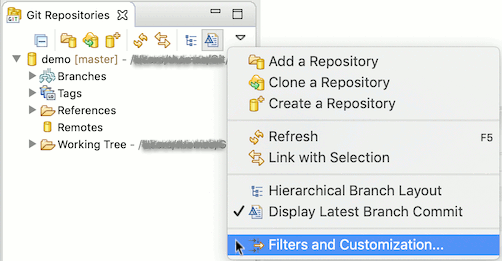 Git Repositories
demo [master] - /
Branches
Tags
References
Remotes
Working Tree - /
Add a Repository
Clone a Repository
Create a Repository
Refresh F5
Link with Selection
Hierarchical Branch Layout
Display Latest Branch Commit
Filters and Customization...